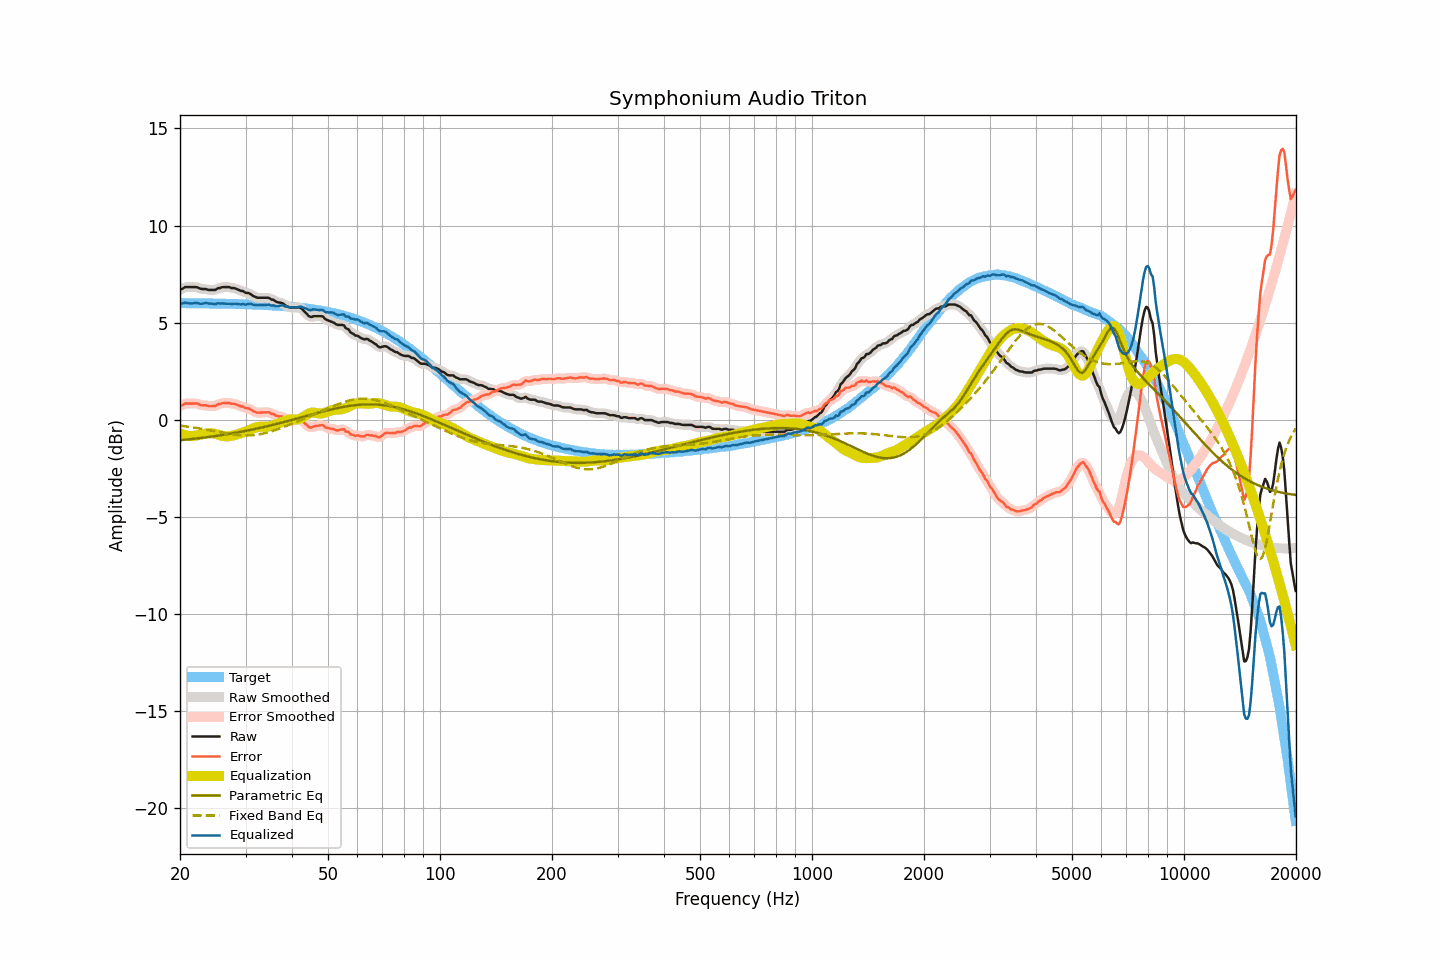 Symphonium Audio Triton
15
10
5
0
−5
−10
−15
−20
Amplitude (dBr)
Target
Raw Smoothed
Error Smoothed
Raw
Error
Equalization
Parametric Eq
Fixed Band Eq
Equalized
20 50 100 200 500 1000 2000 5000 10000 20000
Frequency (Hz)